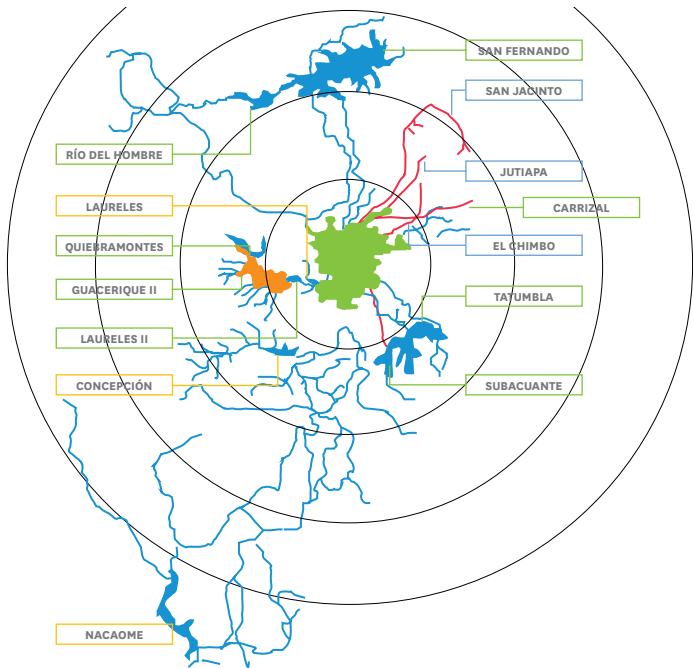 SAN FERNANDO
SAN JACINTO
RÍO DEL HOMBRE
JUTIAPA
LAURELES
CARRIZAL
QUIEBRAMONTES
EL CHIMBO
GUACERIQUE II
TATUMBLA
LAURELES II
CONCEPCIÓN
SUBACUANTE
NACAOME